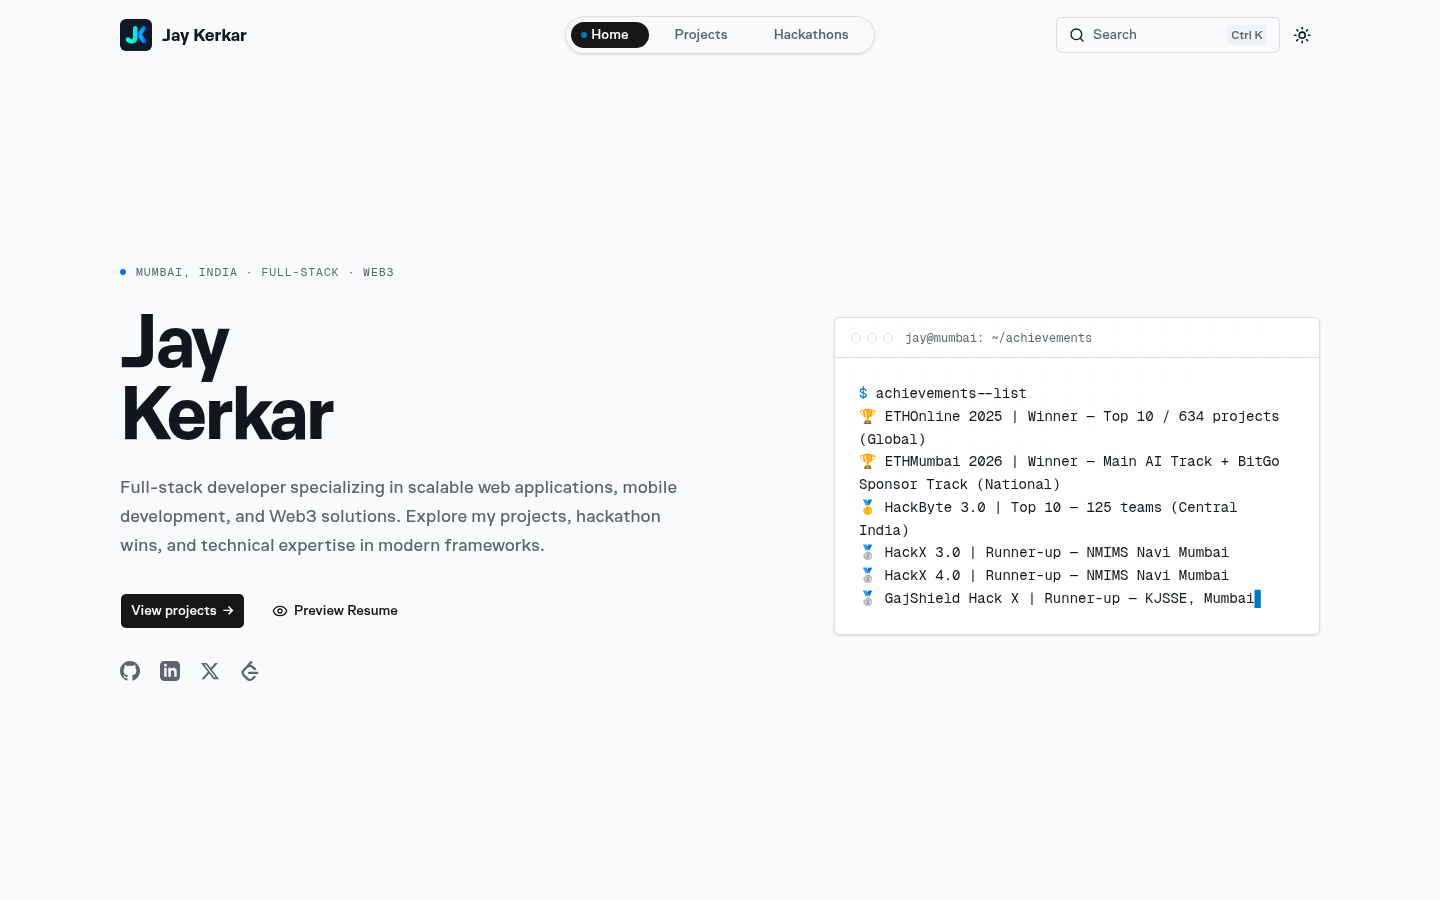 JK Jay Kerkar
Home Projects Hackathons
Search Ctrl K
MUMBAI, INDIA · FULL-STACK · WEB3
Jay
Kerkar
Full-stack developer specializing in scalable web applications, mobile
development, and Web3 solutions. Explore my projects, hackathon
wins, and technical expertise in modern frameworks.
View projects →
Preview Resume
in
jay@mumbai: ~/achievements
$ achievements--list
🏆 ETHOnline 2025 | Winner — Top 10 / 634 projects
(Global)
🏆 ETHMumbai 2026 | Winner — Main AI Track + BitGo
Sponsor Track (National)
🥇 HackByte 3.0 | Top 10 — 125 teams (Central
India)
🥈 HackX 3.0 | Runner-up — NMIMS Navi Mumbai
🥈 HackX 4.0 | Runner-up — NMIMS Navi Mumbai
🥈 GajShield Hack X | Runner-up — KJSSE, Mumbai